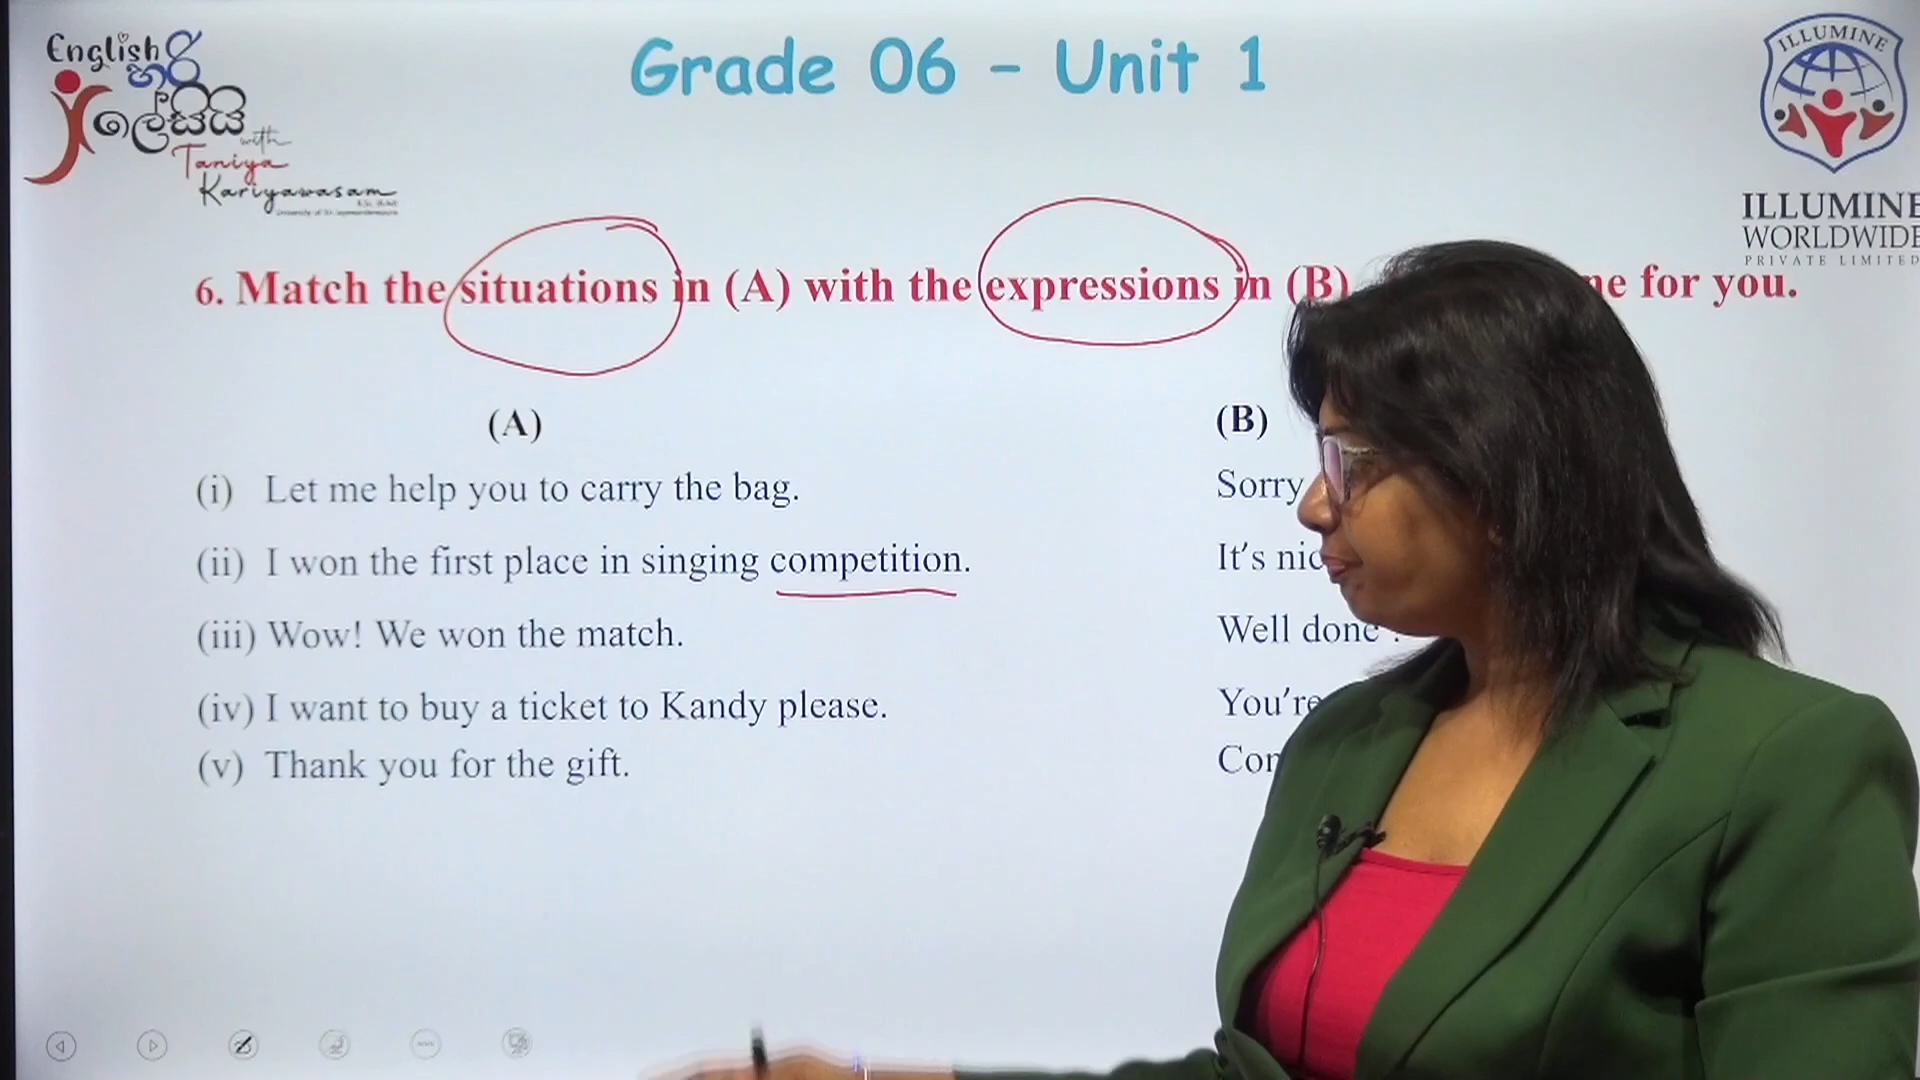 English හරි
ලේසියි
with
Taniya
Kariyawasam
Grade 06 - Unit 1
ILLUMINE
ILLUMINE
WORLDWIDE
PRIVATE LIMITED
6. Match the situations in (A) with the expressions in (B) for you.
(A) (B)
(i) Let me help you to carry the bag. Sorry
(ii) I won the first place in singing competition. It's
(iii) Wow! We won the match. Well done
(iv) I want to buy a ticket to Kandy please. You're
(v) Thank you for the gift.